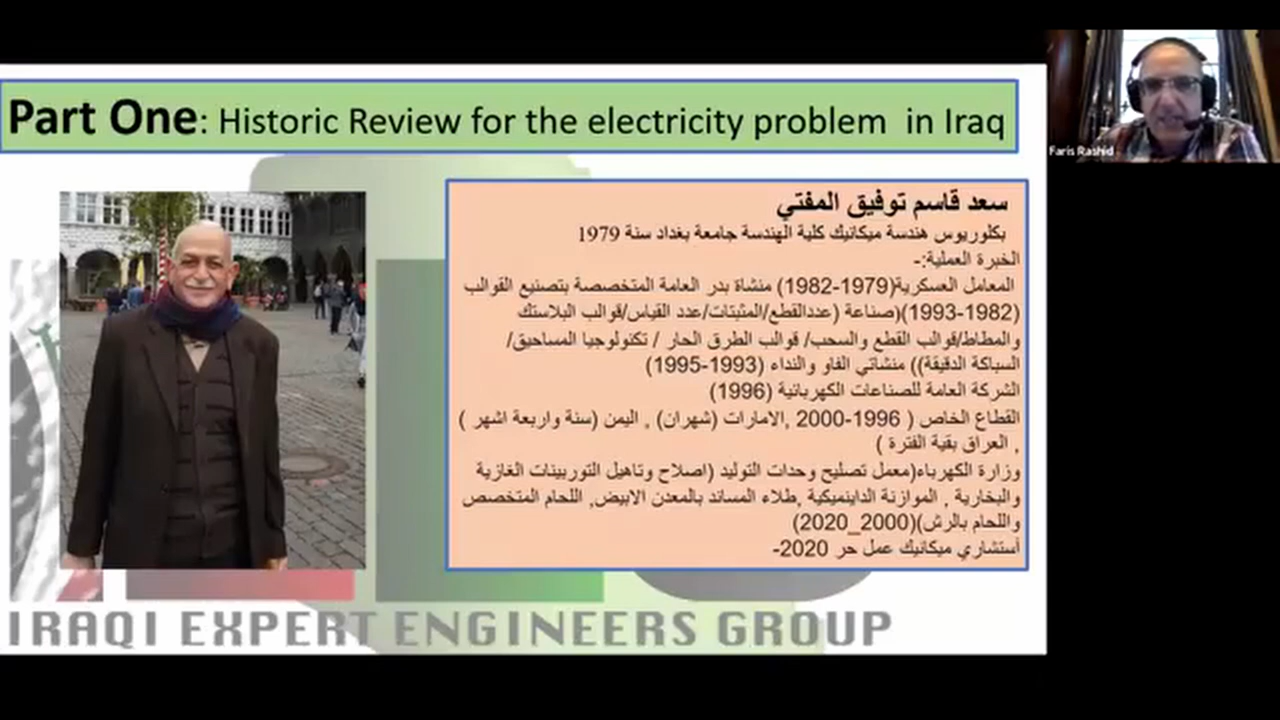 Part One: Historic Review for the electricity problem in Iraq
Faris Rashid
سعد قاسم توفيق المفتي
بكلوريوس هندسة ميكانيك كلية الهندسة جامعة بغداد سنة 1979
الخبرة العملية:-
المعامل العسكرية(1979-1982) منشاة بدر العامة المتخصصة بتصنيع القوالب
(1982-1993)(صناعة (عددالقطع/المثبتات/عدد القياس/قوالب البلاستك
والمطاط/قوالب القطع والسحب/ قوالب الطرق الحار / تكنولوجيا المساحيق/
السباكة الدقيقة)) منشاتي الفاو والنداء (1993-1995)
الشركة العامة للصناعات الكهربائية (1996)
القطاع الخاص ( 1996-2000 ,الامارات (شهران) , اليمن (سنة واربعة اشهر )
, العراق بقية الفترة )
وزارة الكهرباء(معمل تصليح وحدات التوليد (اصلاح وتاهيل التوربينات الغازية
والبخارية , الموازنة الداينميكية ,طلاء المساند بالمعدن الابيض, اللحام المتخصص
واللحام بالرش)(2000_2020)
أستشاري ميكانيك عمل حر 2020-
IRAQI EXPERT ENGINEERS GROUP